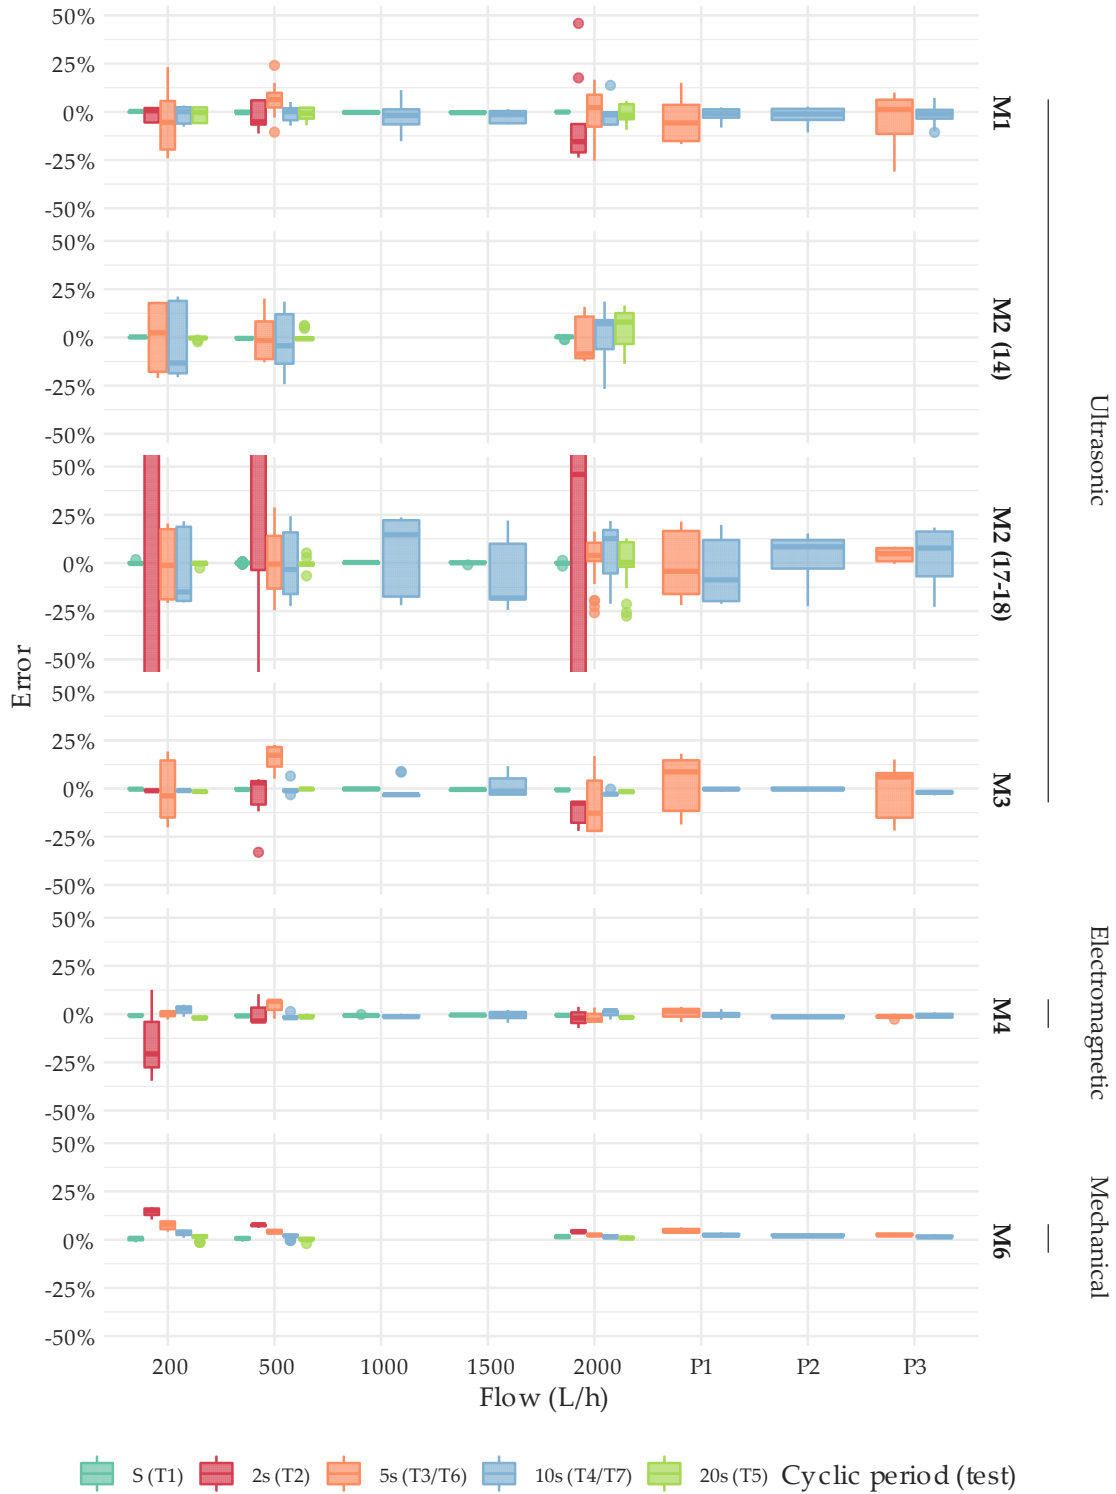 50%
25%
0%
-25%
-50%
M1
50%
25%
0%
-25%
-50%
M2 (14)
50%
25%
0%
-25%
-50%
M2 (17-18)
50%
25%
0%
-25%
-50%
M3
50%
25%
0%
-25%
-50%
M4
50%
25%
0%
-25%
-50%
M6
Error
Ultrasonic
Electromagnetic
Mechanical
200 500 1000 1500 2000 P1 P2 P3
Flow (L/h)
S (T1) 2s (T2) 5s (T3/T6) 10s (T4/T7) 20s (T5) Cyclic period (test)